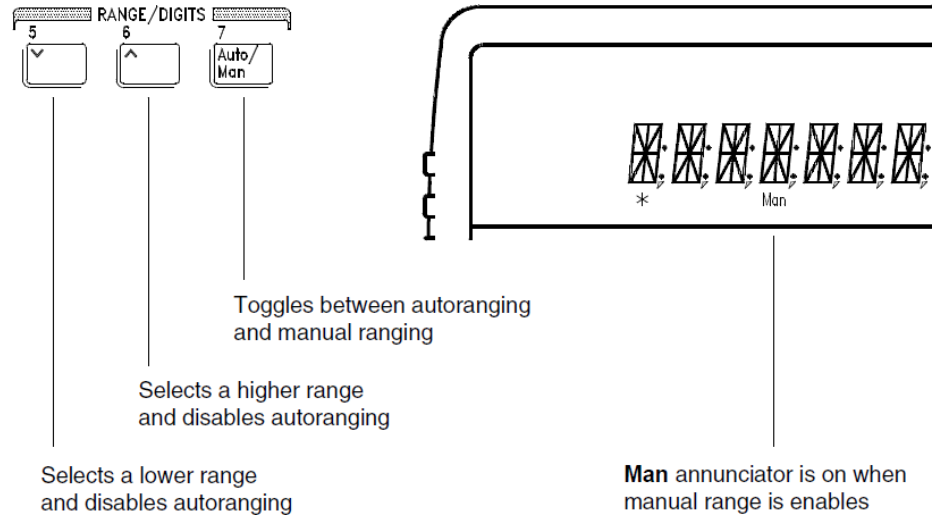 RANGE/DIGITS
5 6 7
Auto/
Man
* Man
Toggles between autoranging
and manual ranging
Selects a higher range
and disables autoranging
Selects a lower range
and disables autoranging
Man annunciator is on when
manual range is enables